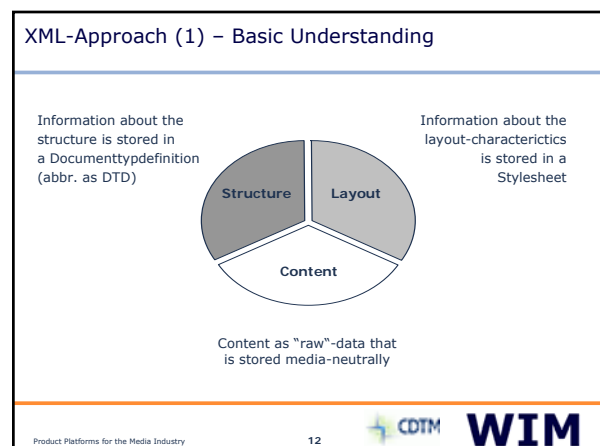 XML-Approach (1) – Basic Understanding
Information about the
structure is stored in
a Documenttypdefinition
(abbr. as DTD)
Information about the
layout-characterictics
is stored in a
Stylesheet
Structure
Layout
Content
Content as "raw"-data that
is stored media-neutrally
Product Platforms for the Media Industry
12
CDTM
WIM